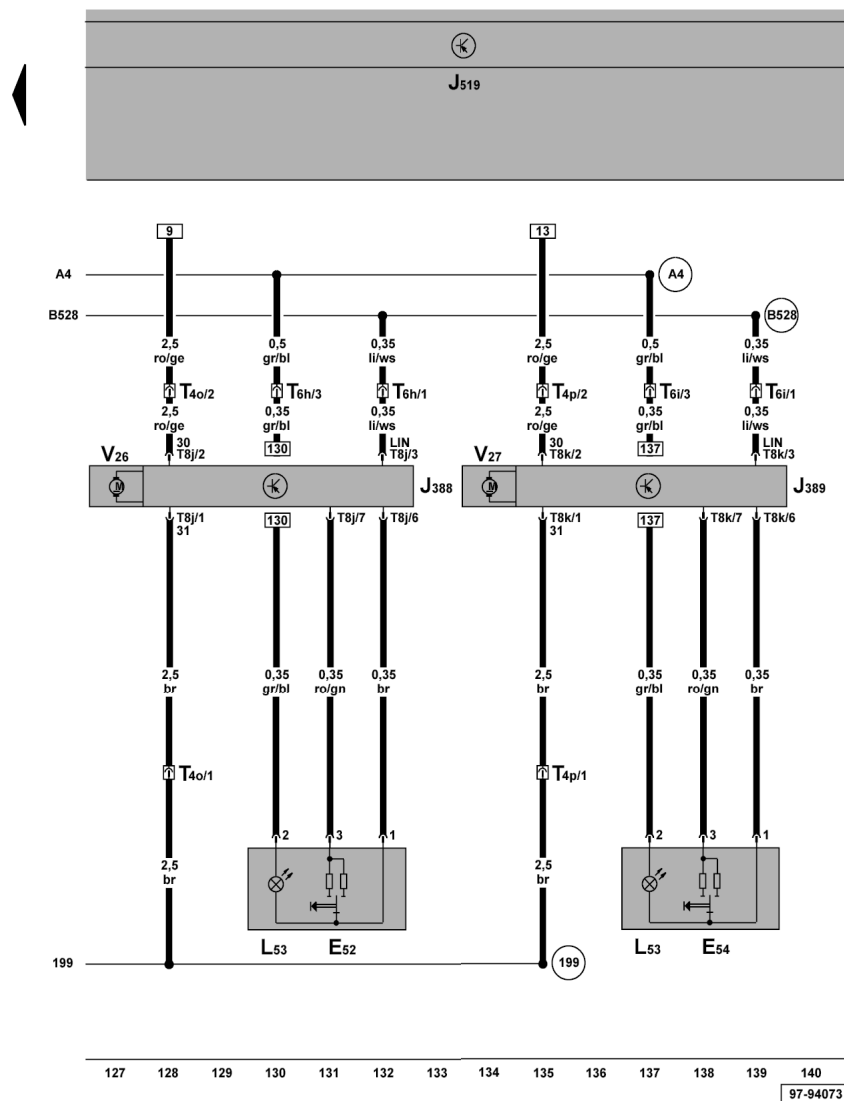 J519
9 13
A4 A4
B528 B528
2,5 0,5 0,35 2,5 0,5 0,35
ro/ge gr/bl li/ws ro/ge gr/bl li/ws
T4o/2 T6h/3 T6h/1 T4p/2 T6i/3 T6i/1
2,5 0,35 0,35 2,5 0,35 0,35
ro/ge gr/bl li/ws ro/ge gr/bl li/ws
30 130 LIN 30 137 LIN
V26 T8j/2 T8j/3 V27 T8k/2 T8k/3
M J388 M J389
T8j/1 130 T8j/7 T8j/6 T8k/1 137 T8k/7 T8k/6
31 31
2,5 0,35 0,35 0,35 2,5 0,35 0,35 0,35
br gr/bl ro/gn br br gr/bl ro/gn br
T4o/1 T4p/1
2 3 1 2 3 1
2,5 2,5
br br
L53 E52 L53 E54
199 199
127 128 129 130 131 132 133 134 135 136 137 138 139 140
97-94073